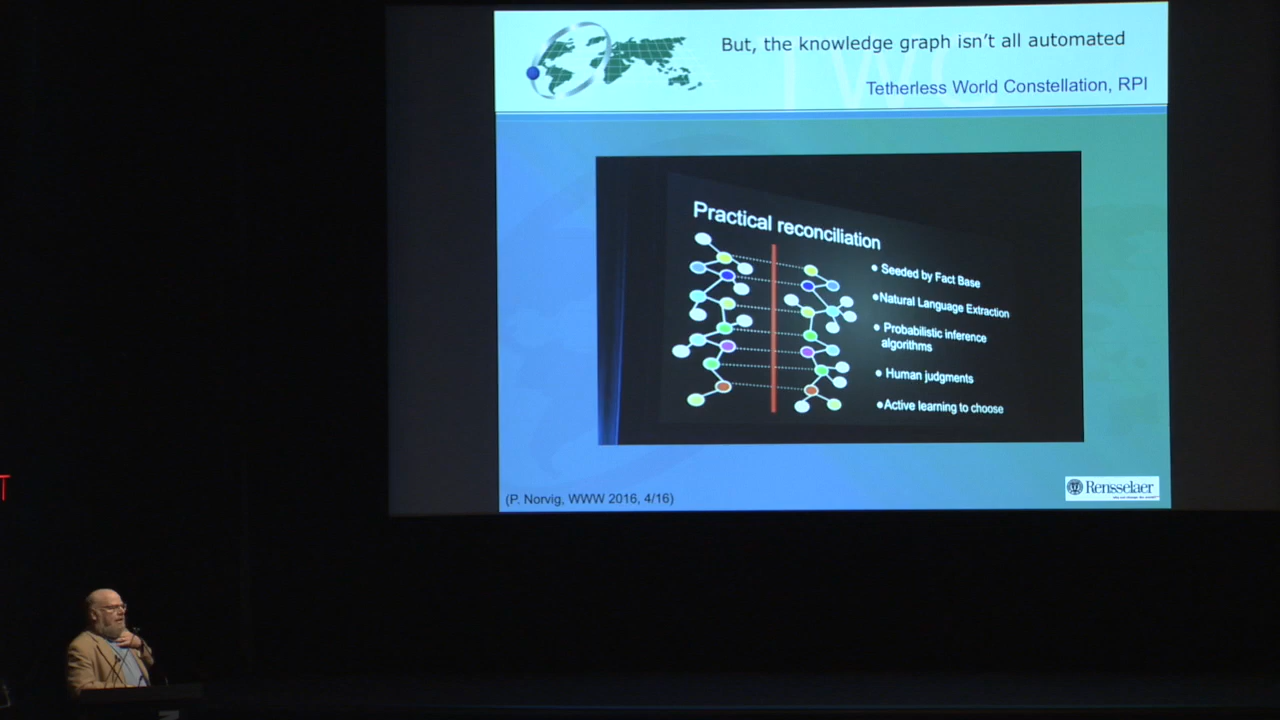 But, the knowledge graph isn't all automated
Tetherless World Constellation, RPI
Practical reconciliation
• Seeded by Fact Base
•Natural Language Extraction
• Probabilistic inference
algorithms
• Human judgments
•Active learning to choose
(P. Norvig, WWW 2016, 4/16)
Rensselaer